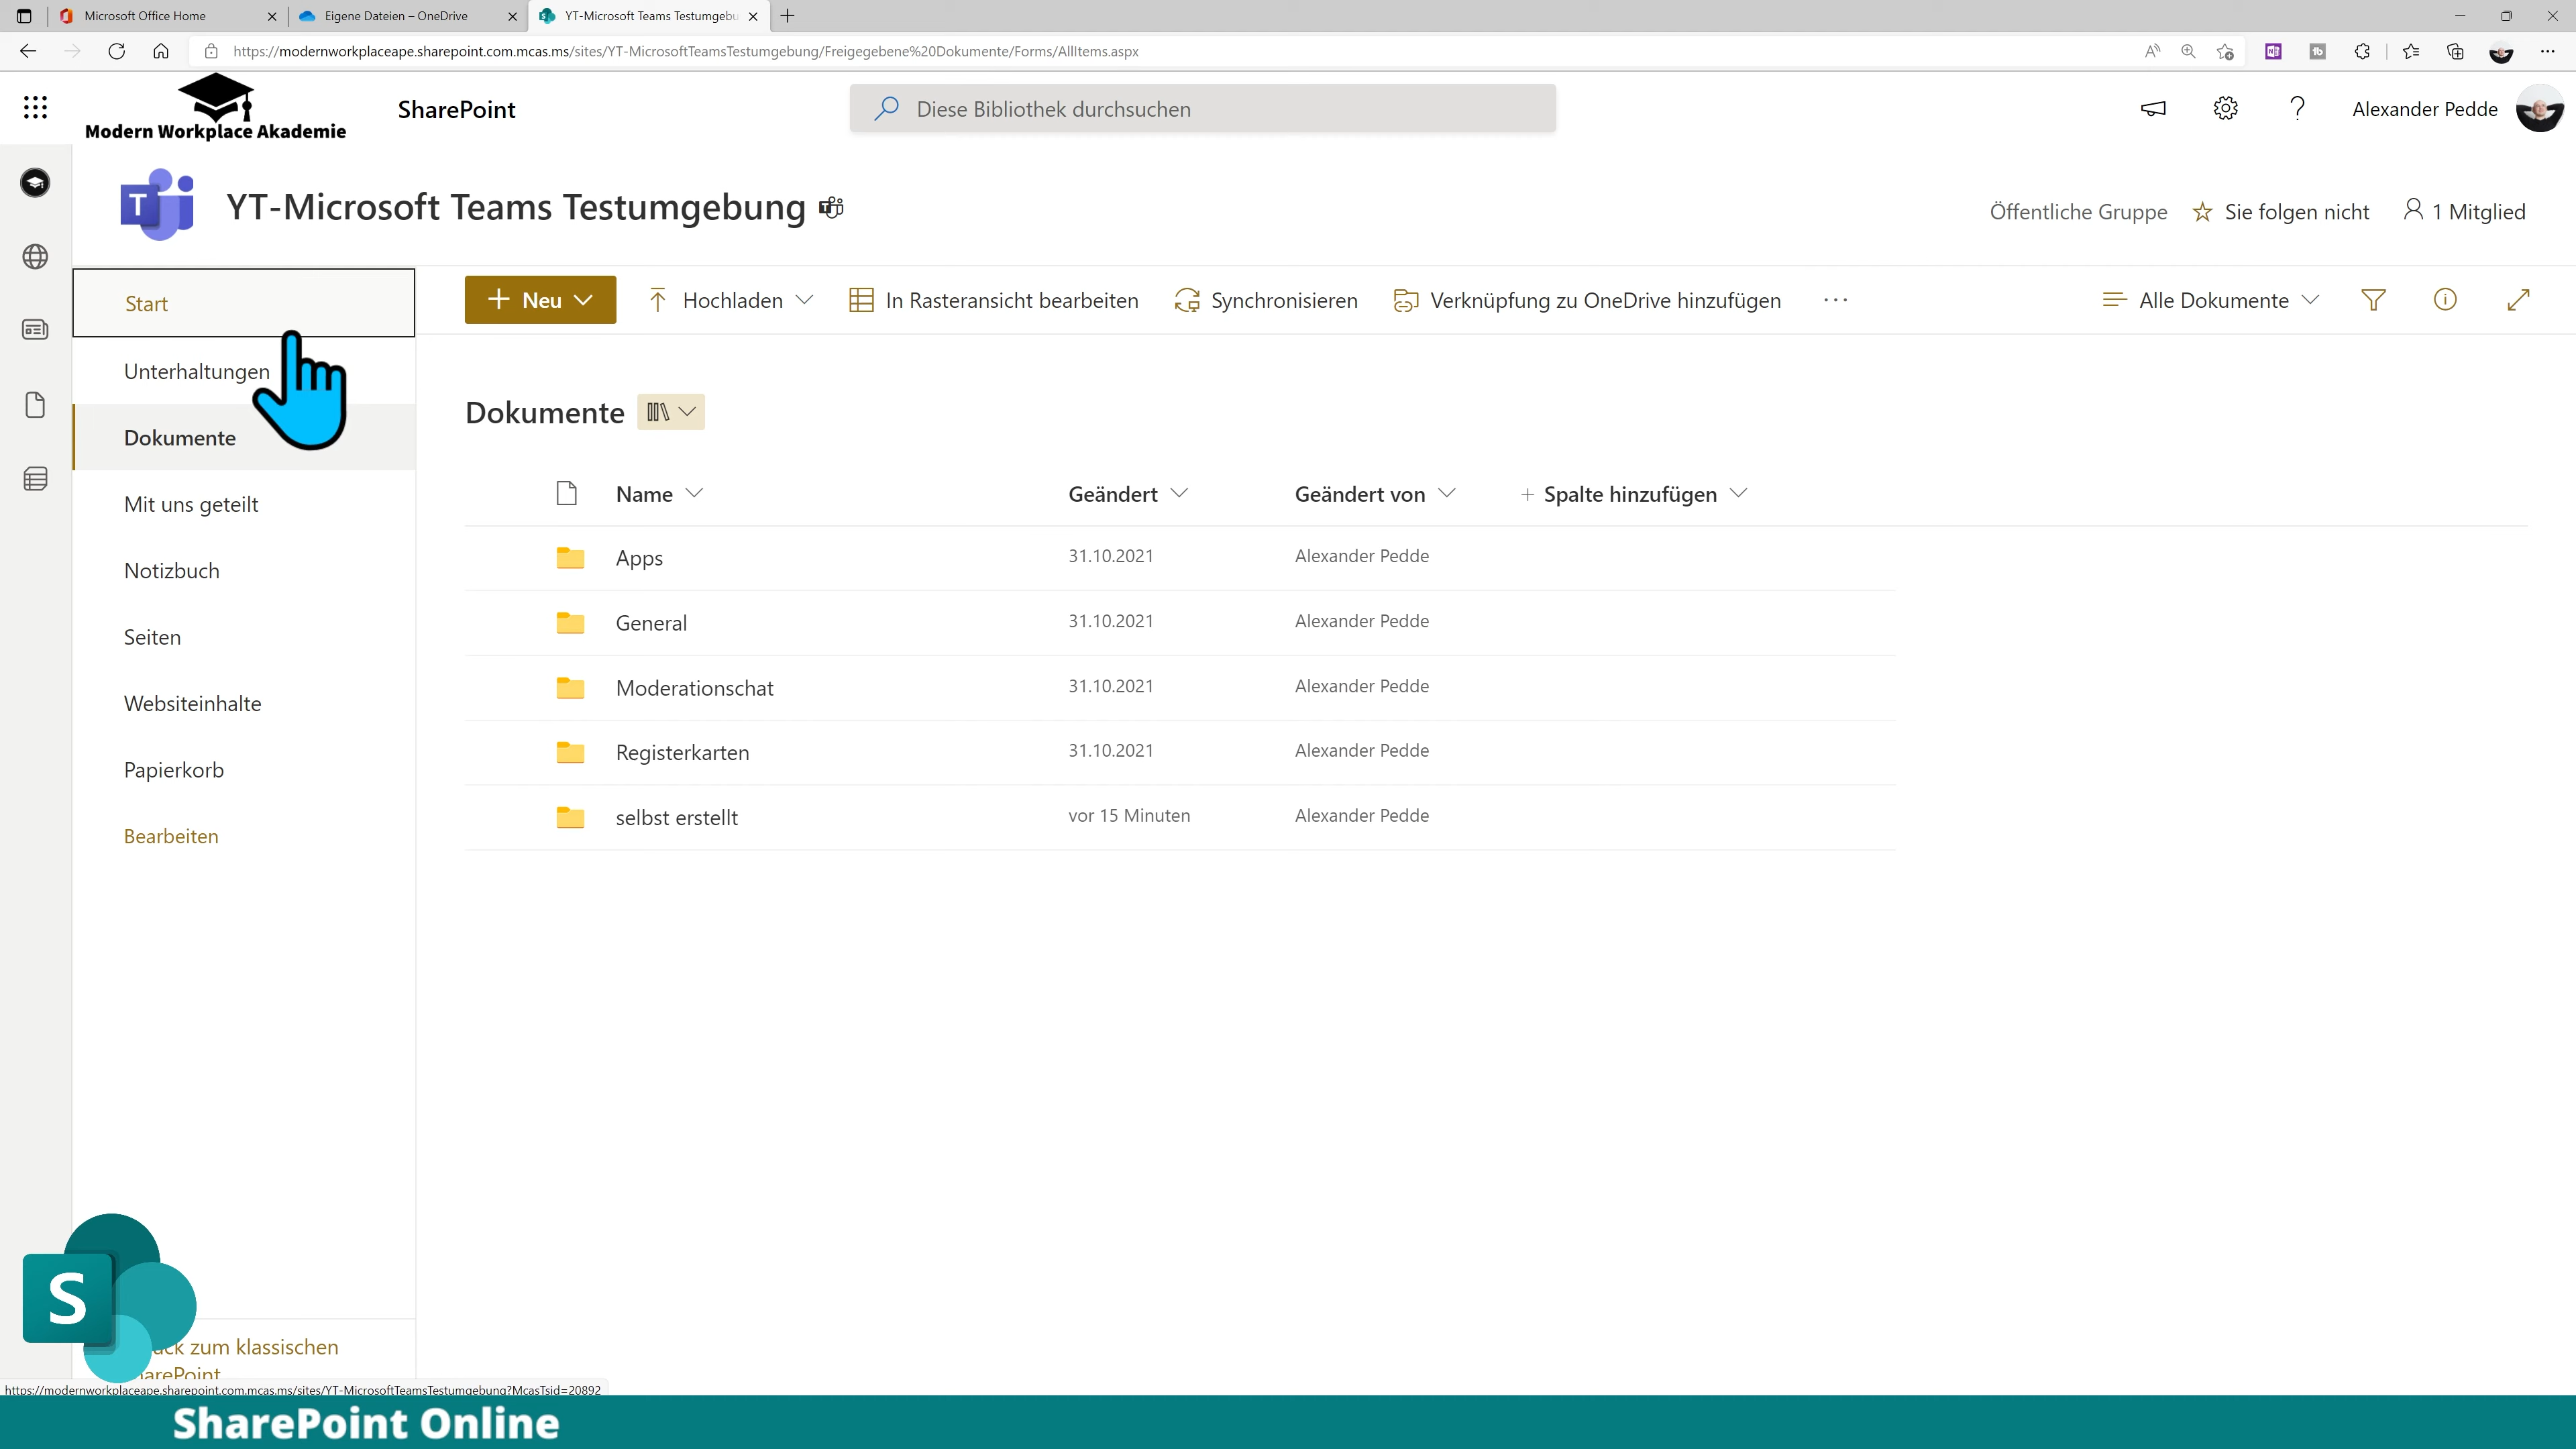 Microsoft Office Home
Eigene Dateien – OneDrive
YT-Microsoft Teams Testumgebu
https://modernworkplaceape.sharepoint.com.mcas.ms/sites/YT-MicrosoftTeamsTestumgebung/Freigegebene%20Dokumente/Forms/AllItems.aspx
Modern Workplace Akademie
SharePoint
Diese Bibliothek durchsuchen
Alexander Pedde
T
YT-Microsoft Teams Testumgebung
Öffentliche Gruppe
Sie folgen nicht
1 Mitglied
Start
Unterhaltungen
Dokumente
Mit uns geteilt
Notizbuch
Seiten
Websiteinhalte
Papierkorb
Bearbeiten
Neu
Hochladen
In Rasteransicht bearbeiten
Synchronisieren
Verknüpfung zu OneDrive hinzufügen
Alle Dokumente
Dokumente
Name Geändert Geändert von + Spalte hinzufügen
Apps 31.10.2021 Alexander Pedde
General 31.10.2021 Alexander Pedde
Moderationschat 31.10.2021 Alexander Pedde
Registerkarten 31.10.2021 Alexander Pedde
selbst erstellt vor 15 Minuten Alexander Pedde
zum klassischen
https://modernworkplaceape.sharepoint.com.mcas.ms/sites/YT-MicrosoftTeamsTestumgebung?McasTsid=20892
S
SharePoint Online